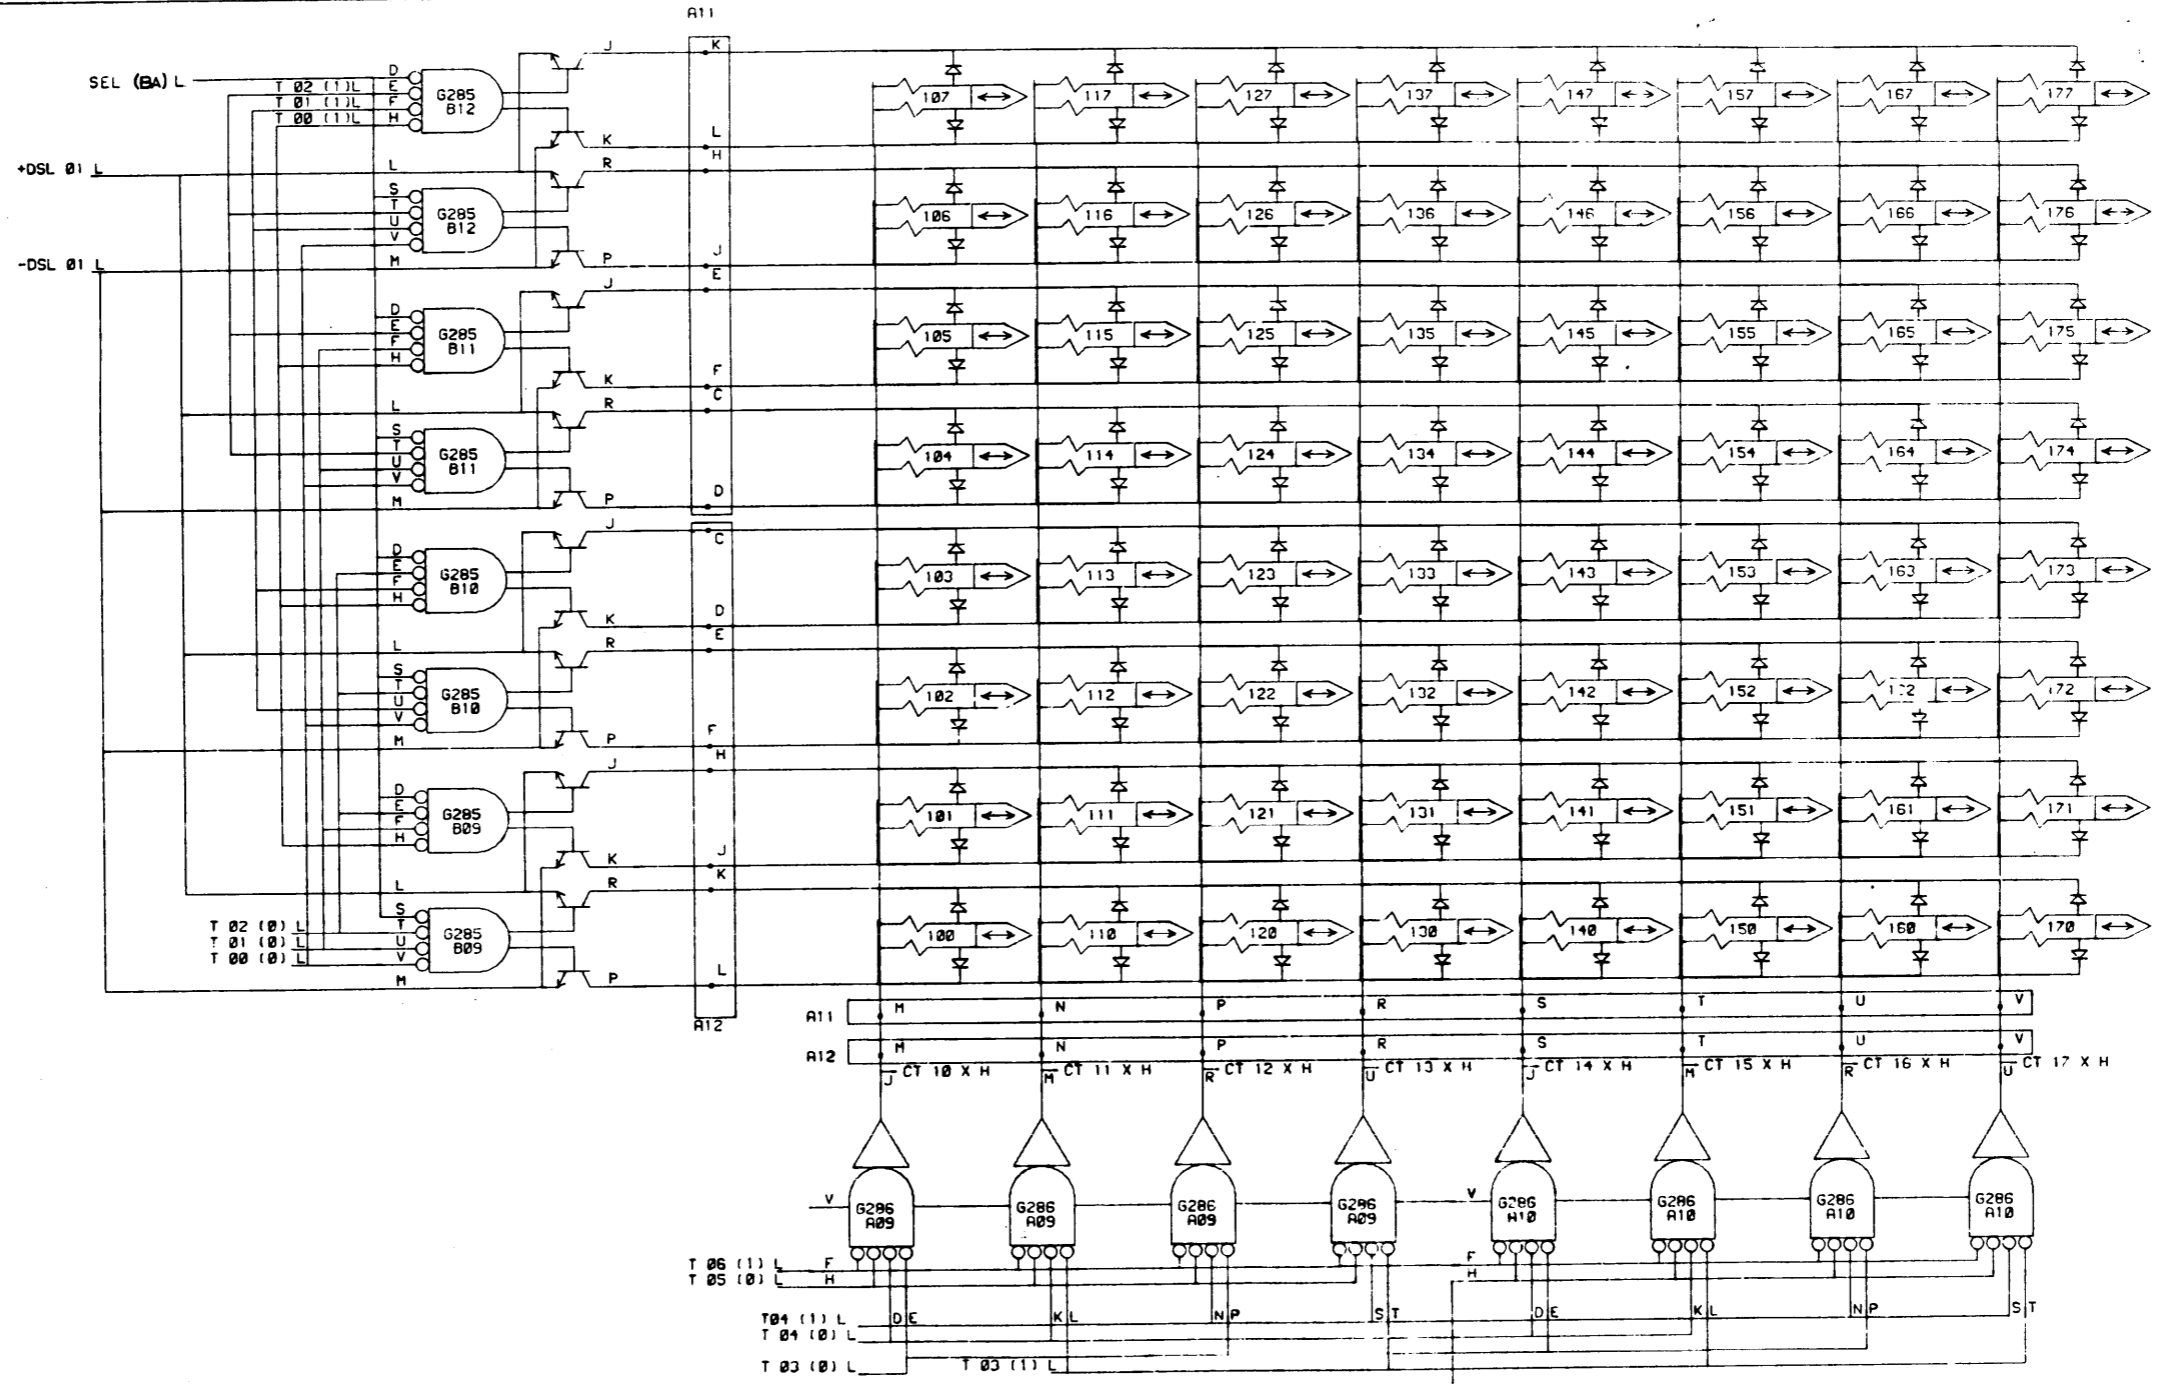 A11
SEL (BA) L
T 02 (1) L
T 01 (1) L
T 00 (1) L
D
E
F
H
G285
B12
J
K
K
L
107 117 127 137 147 157 167 177
+DSL 01 L
L
S
T
U
V
M
G285
B12
R
P
H
J
106 116 126 136 146 156 166 176
-DSL 01 L
D
E
F
H
G285
B11
J
K
E
F
105 115 125 135 145 155 165 175
L
S
T
U
V
M
G285
B11
R
P
C
D
104 114 124 134 144 154 164 174
D
E
F
H
G285
B10
J
K
C
D
103 113 123 133 143 153 163 173
L
S
T
U
V
M
G285
B10
R
P
E
F
102 112 122 132 142 152 172
D
E
F
H
G285
B09
J
K
H
J
101 111 121 131 141 151 161 171
L
S
T
U
V
M
G285
B09
R
P
K
L
100 110 120 130 140 150 160 170
T 02 (0) L
T 01 (0) L
T 00 (0) L
A12
A11 M N P R S T U V
A12 M N P R S T U V
J CT 10 X H M CT 11 X H R CT 12 X H U CT 13 X H J CT 14 X H M CT 15 X H R CT 16 X H U CT 17 X H
V V
G286 G286 G286 G286 G286 G286 G286 G286
A09 A09 A09 A09 A10 A10 A10 A10
T 06 (1) L F F
T 05 (0) L H H
T04 (1) L D E K L N P S T D E K L N P S T
T 04 (0) L
T 03 (0) L T 03 (1) L